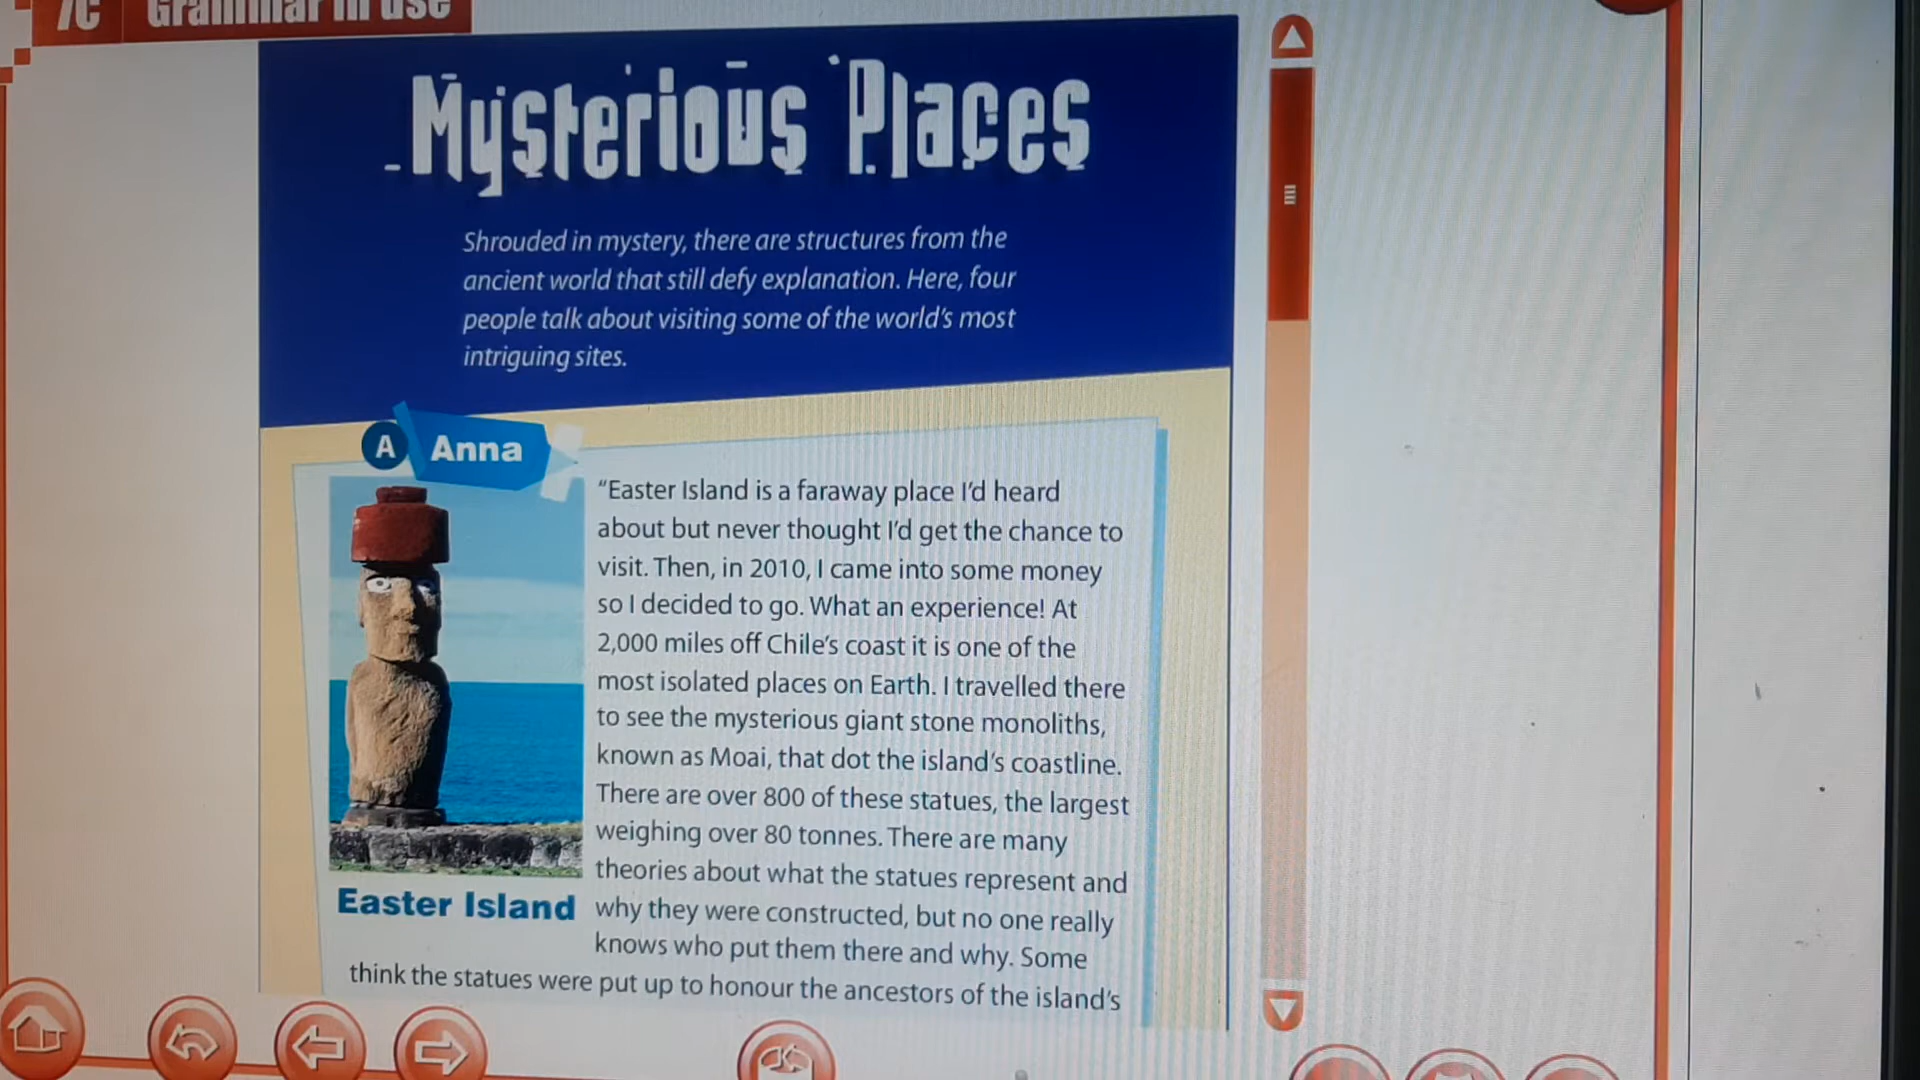 7C Grammar in use
Mysterious Places
Shrouded in mystery, there are structures from the
ancient world that still defy explanation. Here, four
people talk about visiting some of the world's most
intriguing sites.
A Anna
“Easter Island is a faraway place I'd heard
about but never thought I'd get the chance to
visit. Then, in 2010, I came into some money
so I decided to go. What an experience! At
2,000 miles off Chile's coast it is one of the
most isolated places on Earth. I travelled there
to see the mysterious giant stone monoliths,
known as Moai, that dot the island's coastline.
There are over 800 of these statues, the largest
weighing over 80 tonnes. There are many
theories about what the statues represent and
why they were constructed, but no one really
knows who put them there and why. Some
think the statues were put up to honour the ancestors of the island's
Easter Island